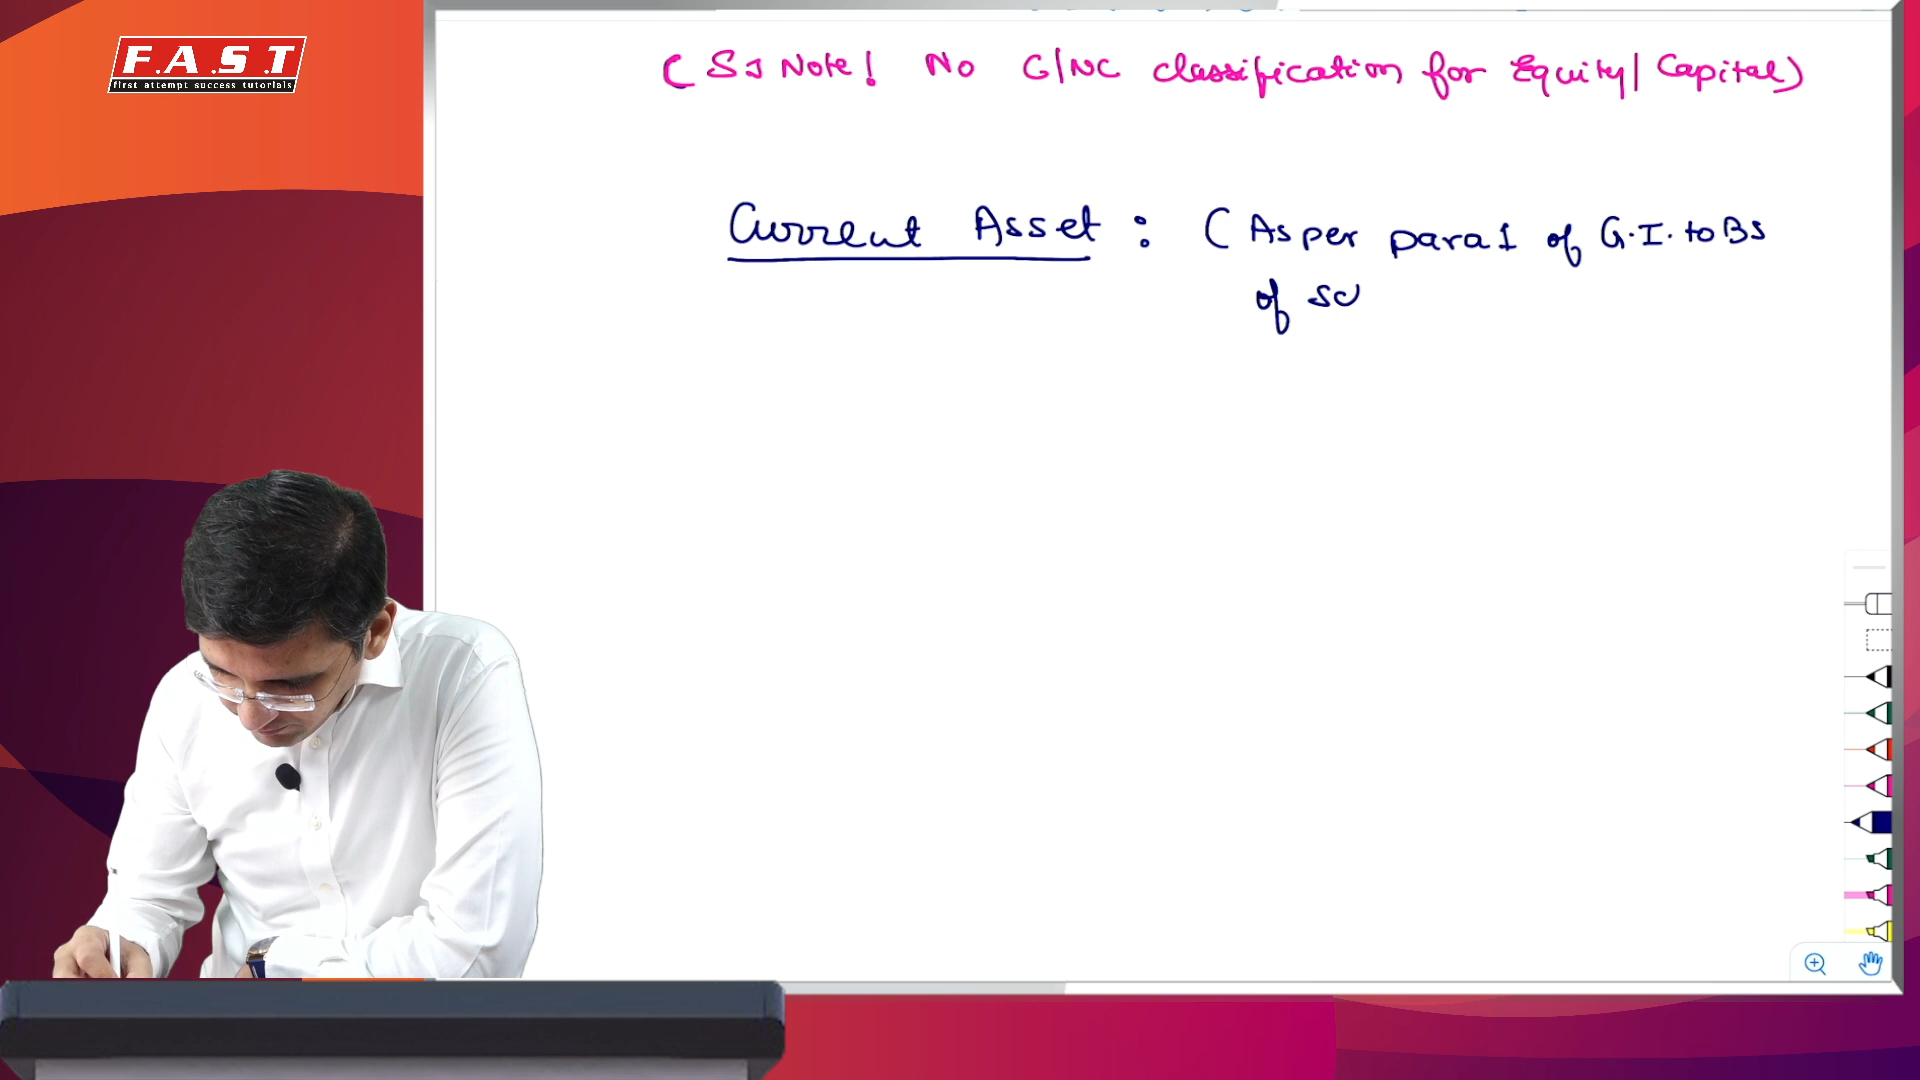 F.A.S.T
first attempt success tutorials
( SJ Note! No C/NC classification for Equity/ Capital)
Current Asset : ( As per para 1 of G.I. to BS
of SC